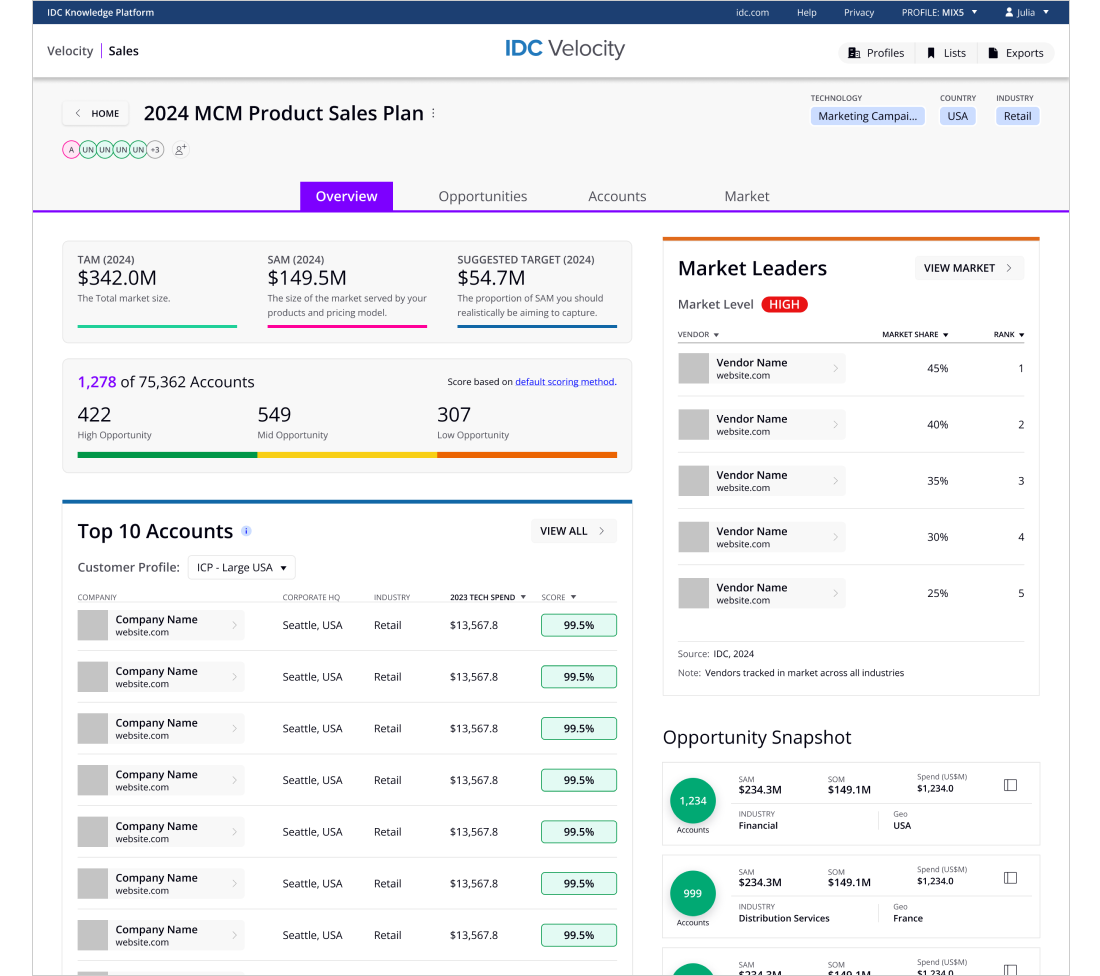 IDC Knowledge Platform
idc.com Help Privacy PROFILE: MIX5 Julia
Velocity | Sales
IDC Velocity
Profiles Lists Exports
HOME
2024 MCM Product Sales Plan
TECHNOLOGY COUNTRY INDUSTRY
Marketing Campai... USA Retail
A UN UN UN UN +3
Overview Opportunities Accounts Market
TAM (2024)
$342.0M
The Total market size.
SAM (2024)
$149.5M
The size of the market served by your
products and pricing model.
SUGGESTED TARGET (2024)
$54.7M
The proportion of SAM you should
realistically be aiming to capture.
1,278 of 75,362 Accounts
Score based on default scoring method.
422
High Opportunity
549
Mid Opportunity
307
Low Opportunity
Top 10 Accounts
i
VIEW ALL
Customer Profile: ICP - Large USA
COMPANY CORPORATE HQ INDUSTRY 2023 TECH SPEND SCORE
Company Name
website.com
Seattle, USA Retail $13,567.8 99.5%
Company Name
website.com
Seattle, USA Retail $13,567.8 99.5%
Company Name
website.com
Seattle, USA Retail $13,567.8 99.5%
Company Name
website.com
Seattle, USA Retail $13,567.8 99.5%
Company Name
website.com
Seattle, USA Retail $13,567.8 99.5%
Company Name
website.com
Seattle, USA Retail $13,567.8 99.5%
Company Name
website.com
Seattle, USA Retail $13,567.8 99.5%
Market Leaders
VIEW MARKET
Market Level HIGH
VENDOR MARKET SHARE RANK
Vendor Name
website.com
45% 1
Vendor Name
website.com
40% 2
Vendor Name
website.com
35% 3
Vendor Name
website.com
30% 4
Vendor Name
website.com
25% 5
Source: IDC, 2024
Note: Vendors tracked in market across all industries
Opportunity Snapshot
1,234
Accounts
SAM
$234.3M
SOM
$149.1M
Spend (US$M)
$1,234.0
INDUSTRY
Financial
Geo
USA
999
Accounts
SAM
$234.3M
SOM
$149.1M
Spend (US$M)
$1,234.0
INDUSTRY
Distribution Services
Geo
France
SAM
$234.3M
SOM
$149.1M
Spend (US$M)
$1,234.0